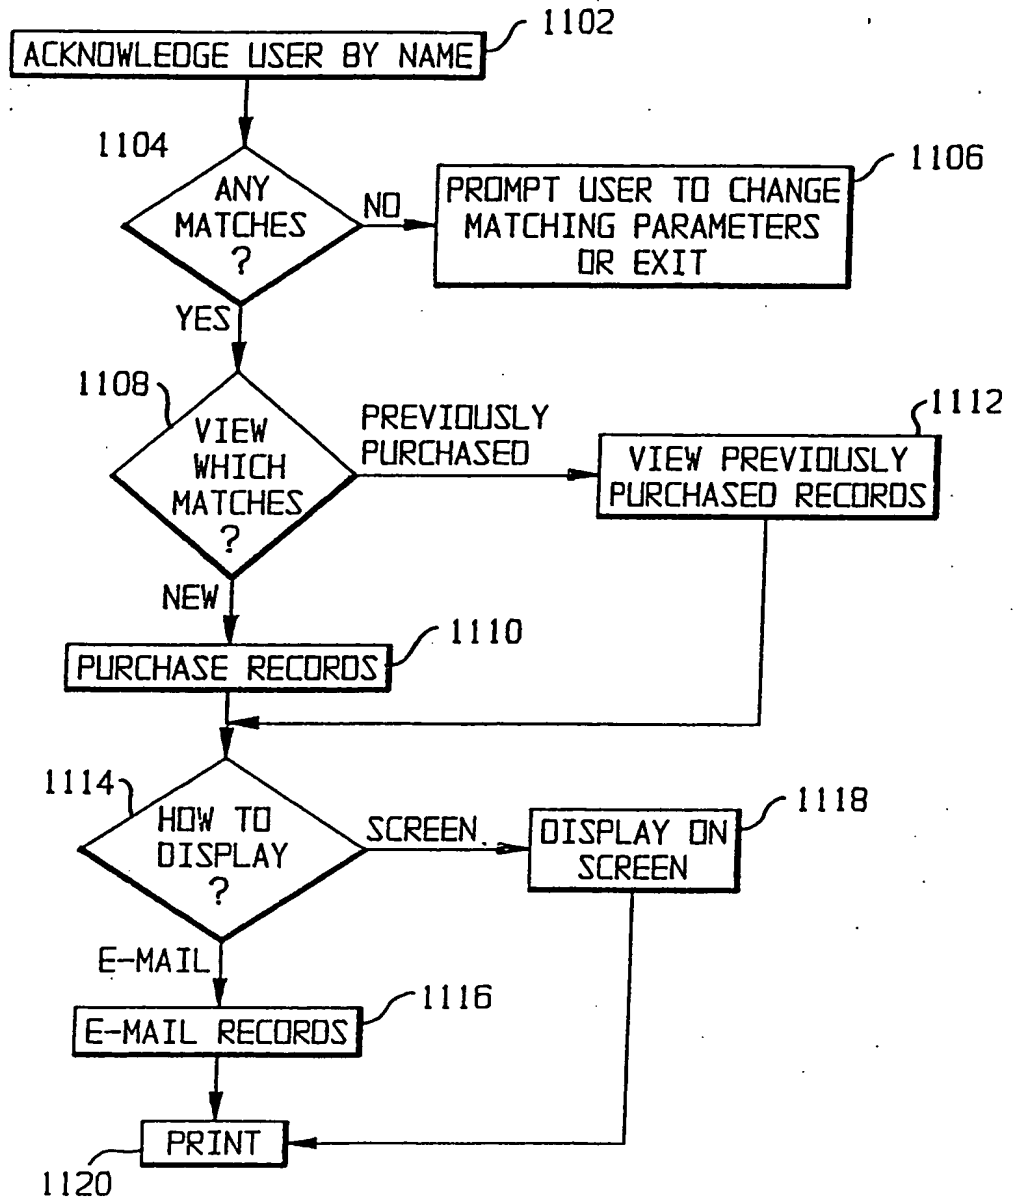 1102
ACKNOWLEDGE USER BY NAME
1104
ANY
MATCHES
?
NO
1106
PROMPT USER TO CHANGE
MATCHING PARAMETERS
OR EXIT
YES
1108
VIEW
WHICH
MATCHES
?
PREVIOUSLY
PURCHASED
1112
VIEW PREVIOUSLY
PURCHASED RECORDS
NEW
1110
PURCHASE RECORDS
1114
HOW TO
DISPLAY
?
SCREEN
1118
DISPLAY ON
SCREEN
E-MAIL
1116
E-MAIL RECORDS
PRINT
1120